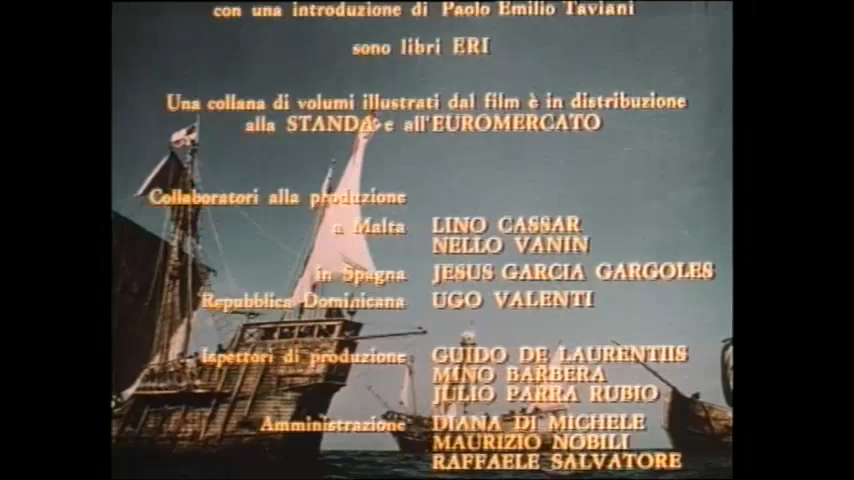 con una introduzione di Paolo Emilio Taviani
sono libri ERI
Una collana di volumi illustrati dal film è in distribuzione
alla STANDA e all'EUROMERCATO
Collaboratori alla produzione
a Malta LINO CASSAR
NELLO VANIN
in Spagna JESUS GARCIA GARGOLES
Repubblica Dominicana UGO VALENTI
Ispettori di produzione GUIDO DE LAURENTIIS
MINO BARBERA
JULIO PARRA RUBIO
Amministrazione DIANA DI MICHELE
MAURIZIO NOBILI
RAFFAELE SALVATORE